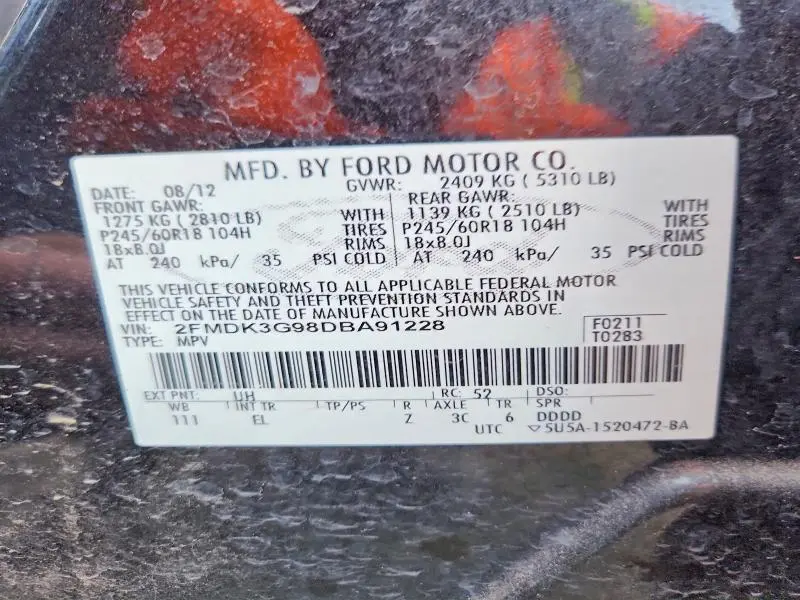 MFD. BY FORD MOTOR CO.
DATE: 08/12 GVWR: 2409 KG ( 5310 LB)
FRONT GAWR: REAR GAWR:
1275 KG ( 2810 LB) WITH 1139 KG ( 2510 LB) WITH
P245/60R18 104H TIRES P245/60R18 104H TIRES
18x8.0J RIMS 18x8.0J RIMS
AT 240 kPa/ 35 PSI COLD AT 240 kPa/ 35 PSI COLD
THIS VEHICLE CONFORMS TO ALL APPLICABLE FEDERAL MOTOR
VEHICLE SAFETY AND THEFT PREVENTION STANDARDS IN
EFFECT ON THE DATE OF MANUFACTURE SHOWN ABOVE.
VIN: 2FMDK3G98DBA91228 F0211
TYPE: MPV T0283
EXT PNT: UH RC: 52 DSO:
WB INT TR TP/PS R AXLE TR SPR
111 EL Z 3C 6 DDDD
UTC ▽5U5A-1520472-BA